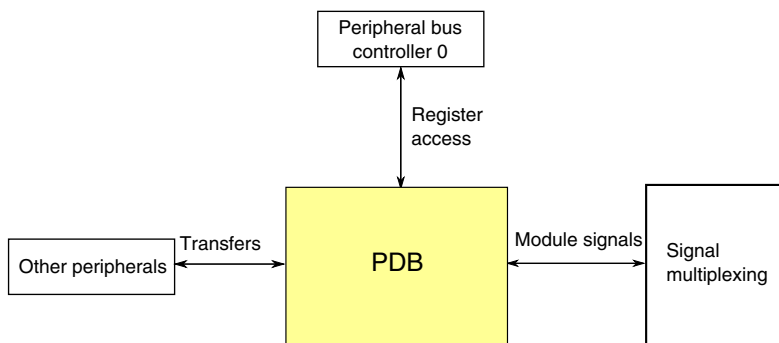 Peripheral bus
controller 0
Register
access
Transfers
Other peripherals
PDB
Module signals
Signal
multiplexing